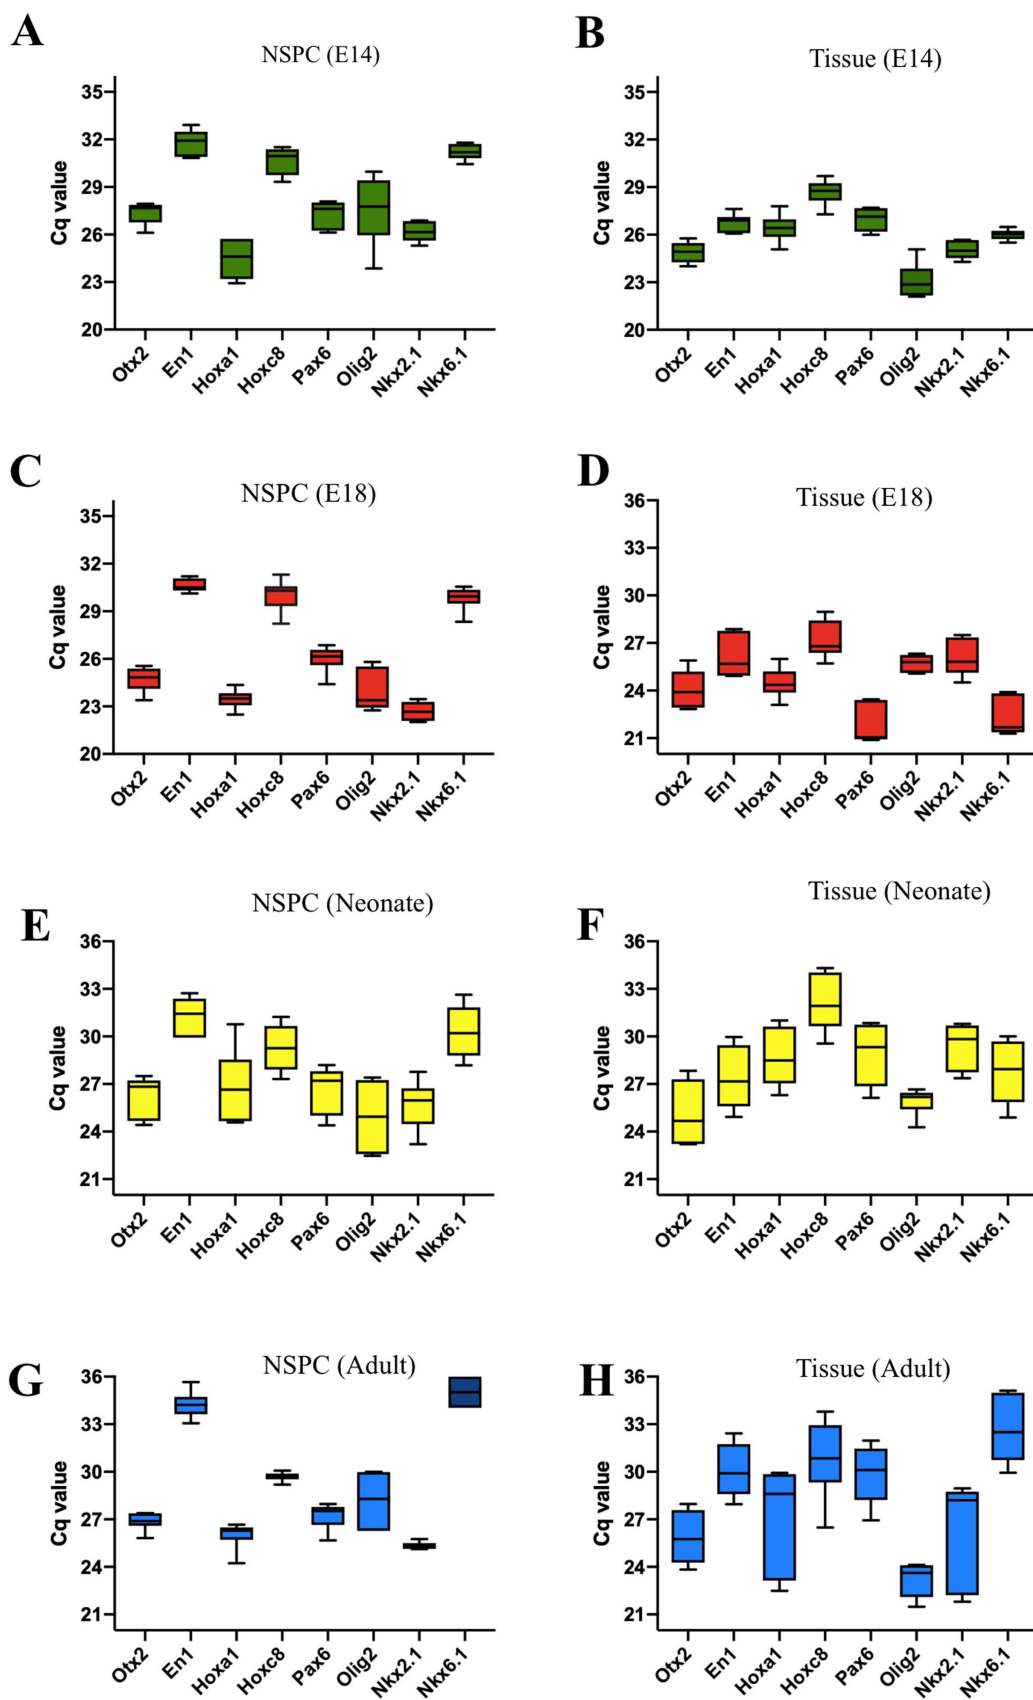 A
NSPC (E14)
Cq value
35
32
29
26
23
20
Otx2
En1
Hoxa1
Hoxc8
Pax6
Olig2
Nkx2.1
Nkx6.1
B
Tissue (E14)
Cq value
35
32
29
26
23
20
Otx2
En1
Hoxa1
Hoxc8
Pax6
Olig2
Nkx2.1
Nkx6.1
C
NSPC (E18)
Cq value
35
32
29
26
23
20
Otx2
En1
Hoxa1
Hoxc8
Pax6
Olig2
Nkx2.1
Nkx6.1
D
Tissue (E18)
Cq value
36
33
30
27
24
21
Otx2
En1
Hoxa1
Hoxc8
Pax6
Olig2
Nkx2.1
Nkx6.1
E
NSPC (Neonate)
Cq value
36
33
30
27
24
21
Otx2
En1
Hoxa1
Hoxc8
Pax6
Olig2
Nkx2.1
Nkx6.1
F
Tissue (Neonate)
Cq value
36
33
30
27
24
21
Otx2
En1
Hoxa1
Hoxc8
Pax6
Olig2
Nkx2.1
Nkx6.1
G
NSPC (Adult)
Cq value
36
33
30
27
24
21
Otx2
En1
Hoxa1
Hoxc8
Pax6
Olig2
Nkx2.1
Nkx6.1
H
Tissue (Adult)
Cq value
36
33
30
27
24
21
Otx2
En1
Hoxa1
Hoxc8
Pax6
Olig2
Nkx2.1
Nkx6.1